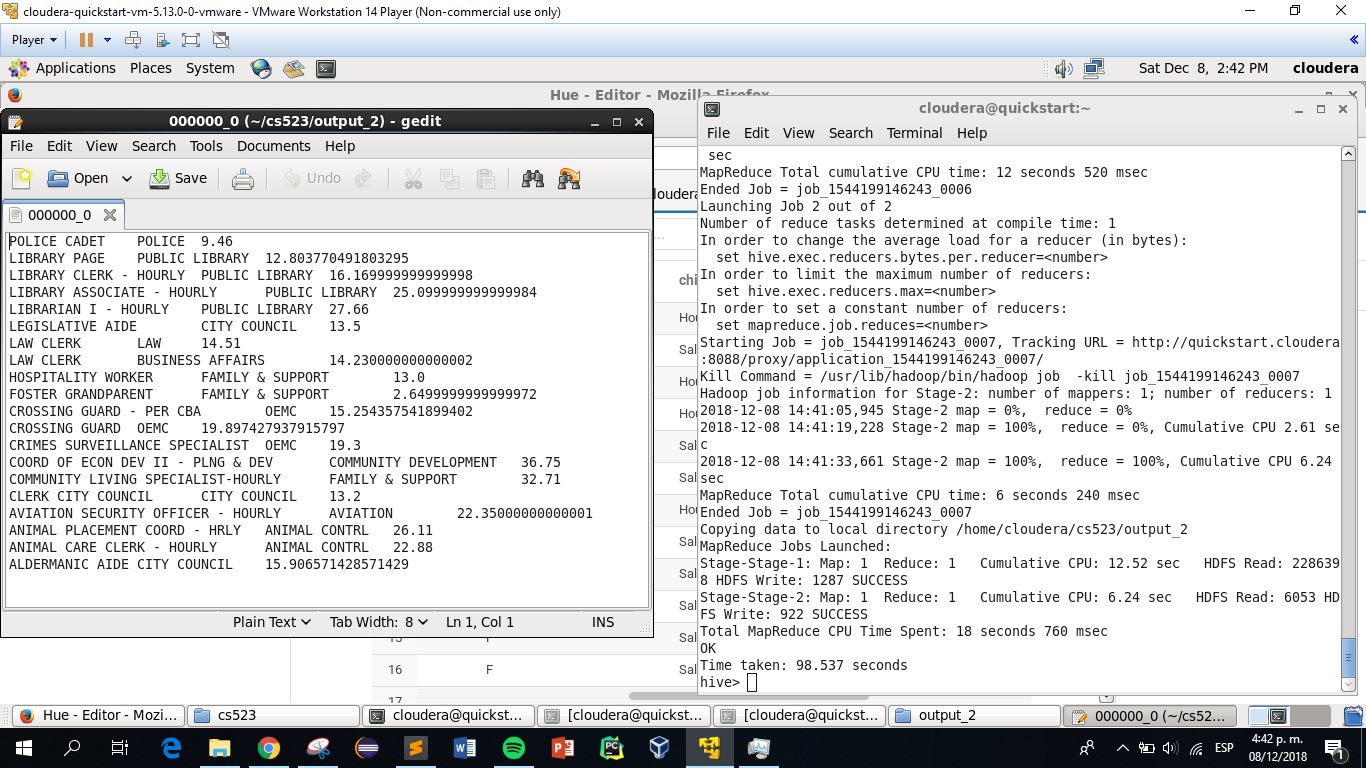 cloudera-quickstart-vm-5.13.0-0-vmware - VMware Workstation 14 Player (Non-commercial use only)
Player
Applications Places System Sat Dec 8, 2:42 PM cloudera
Hue - Editor - Mozilla Firefox
000000_0 (~/cs523/output_2) - gedit
File Edit View Search Tools Documents Help
Open Save Undo
000000_0
POLICE CADET POLICE 9.46
LIBRARY PAGE PUBLIC LIBRARY 12.803770491803295
LIBRARY CLERK - HOURLY PUBLIC LIBRARY 16.169999999999998
LIBRARY ASSOCIATE - HOURLY PUBLIC LIBRARY 25.099999999999984
LIBRARIAN I - HOURLY PUBLIC LIBRARY 27.66
LEGISLATIVE AIDE CITY COUNCIL 13.5
LAW CLERK LAW 14.51
LAW CLERK BUSINESS AFFAIRS 14.230000000000002
HOSPITALITY WORKER FAMILY & SUPPORT 13.0
FOSTER GRANDPARENT FAMILY & SUPPORT 2.6499999999999972
CROSSING GUARD - PER CBA OEMC 15.254357541899402
CROSSING GUARD OEMC 19.897427937915797
CRIMES SURVEILLANCE SPECIALIST OEMC 19.3
COORD OF ECON DEV II - PLNG & DEV COMMUNITY DEVELOPMENT 36.75
COMMUNITY LIVING SPECIALIST-HOURLY FAMILY & SUPPORT 32.71
CLERK CITY COUNCIL CITY COUNCIL 13.2
AVIATION SECURITY OFFICER - HOURLY AVIATION 22.35000000000001
ANIMAL PLACEMENT COORD - HRLY ANIMAL CONTRL 26.11
ANIMAL CARE CLERK - HOURLY ANIMAL CONTRL 22.88
ALDERMANIC AIDE CITY COUNCIL 15.906571428571429
Plain Text Tab Width: 8 Ln 1, Col 1 INS
16 F Sal
17
cloudera@quickstart:~
File Edit View Search Terminal Help
sec
MapReduce Total cumulative CPU time: 12 seconds 520 msec
Ended Job = job_1544199146243_0006
Launching Job 2 out of 2
Number of reduce tasks determined at compile time: 1
In order to change the average load for a reducer (in bytes):
set hive.exec.reducers.bytes.per.reducer=<number>
In order to limit the maximum number of reducers:
set hive.exec.reducers.max=<number>
In order to set a constant number of reducers:
set mapreduce.job.reduces=<number>
Starting Job = job_1544199146243_0007, Tracking URL = http://quickstart.cloudera
:8088/proxy/application_1544199146243_0007/
Kill Command = /usr/lib/hadoop/bin/hadoop job -kill job_1544199146243_0007
Hadoop job information for Stage-2: number of mappers: 1; number of reducers: 1
2018-12-08 14:41:05,945 Stage-2 map = 0%, reduce = 0%
2018-12-08 14:41:19,228 Stage-2 map = 100%, reduce = 0%, Cumulative CPU 2.61 se
c
2018-12-08 14:41:33,661 Stage-2 map = 100%, reduce = 100%, Cumulative CPU 6.24
sec
MapReduce Total cumulative CPU time: 6 seconds 240 msec
Ended Job = job_1544199146243_0007
Copying data to local directory /home/cloudera/cs523/output_2
MapReduce Jobs Launched:
Stage-Stage-1: Map: 1 Reduce: 1 Cumulative CPU: 12.52 sec HDFS Read: 228639
8 HDFS Write: 1287 SUCCESS
Stage-Stage-2: Map: 1 Reduce: 1 Cumulative CPU: 6.24 sec HDFS Read: 6053 HD
FS Write: 922 SUCCESS
Total MapReduce CPU Time Spent: 18 seconds 760 msec
OK
Time taken: 98.537 seconds
hive>
Hue - Editor - Mozi... cs523 cloudera@quickst... [cloudera@quickst... [cloudera@quickst... output_2 000000_0 (~/cs52...
ESP 4:42 p. m.
08/12/2018